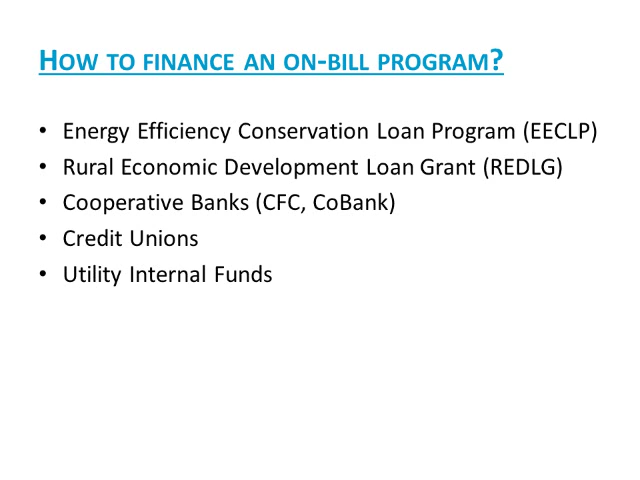 How to finance an on-bill program?
• Energy Efficiency Conservation Loan Program (EECLP)
• Rural Economic Development Loan Grant (REDLG)
• Cooperative Banks (CFC, CoBank)
• Credit Unions
• Utility Internal Funds